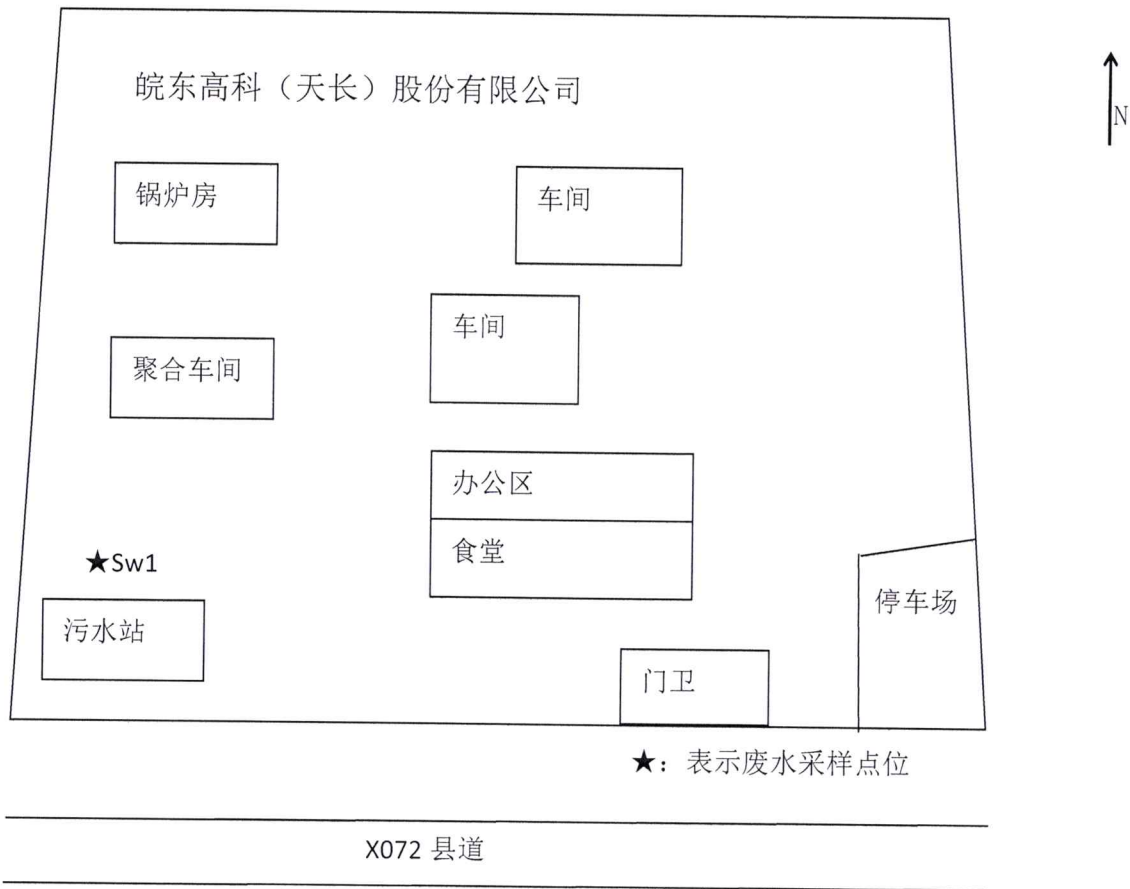 皖东高科（天长）股份有限公司
N
锅炉房
车间
车间
聚合车间
办公区
食堂
★Sw1
停车场
污水站
门卫
★：表示废水采样点位
X072 县道